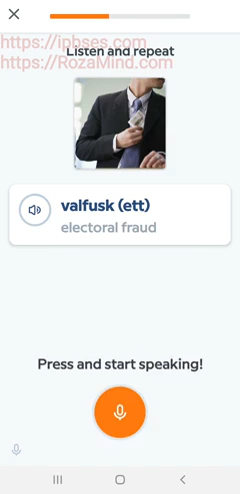 https://ipbses.com
https://RozaMind.com
Listen and repeat
valfusk (ett)
electoral fraud
Press and start speaking!